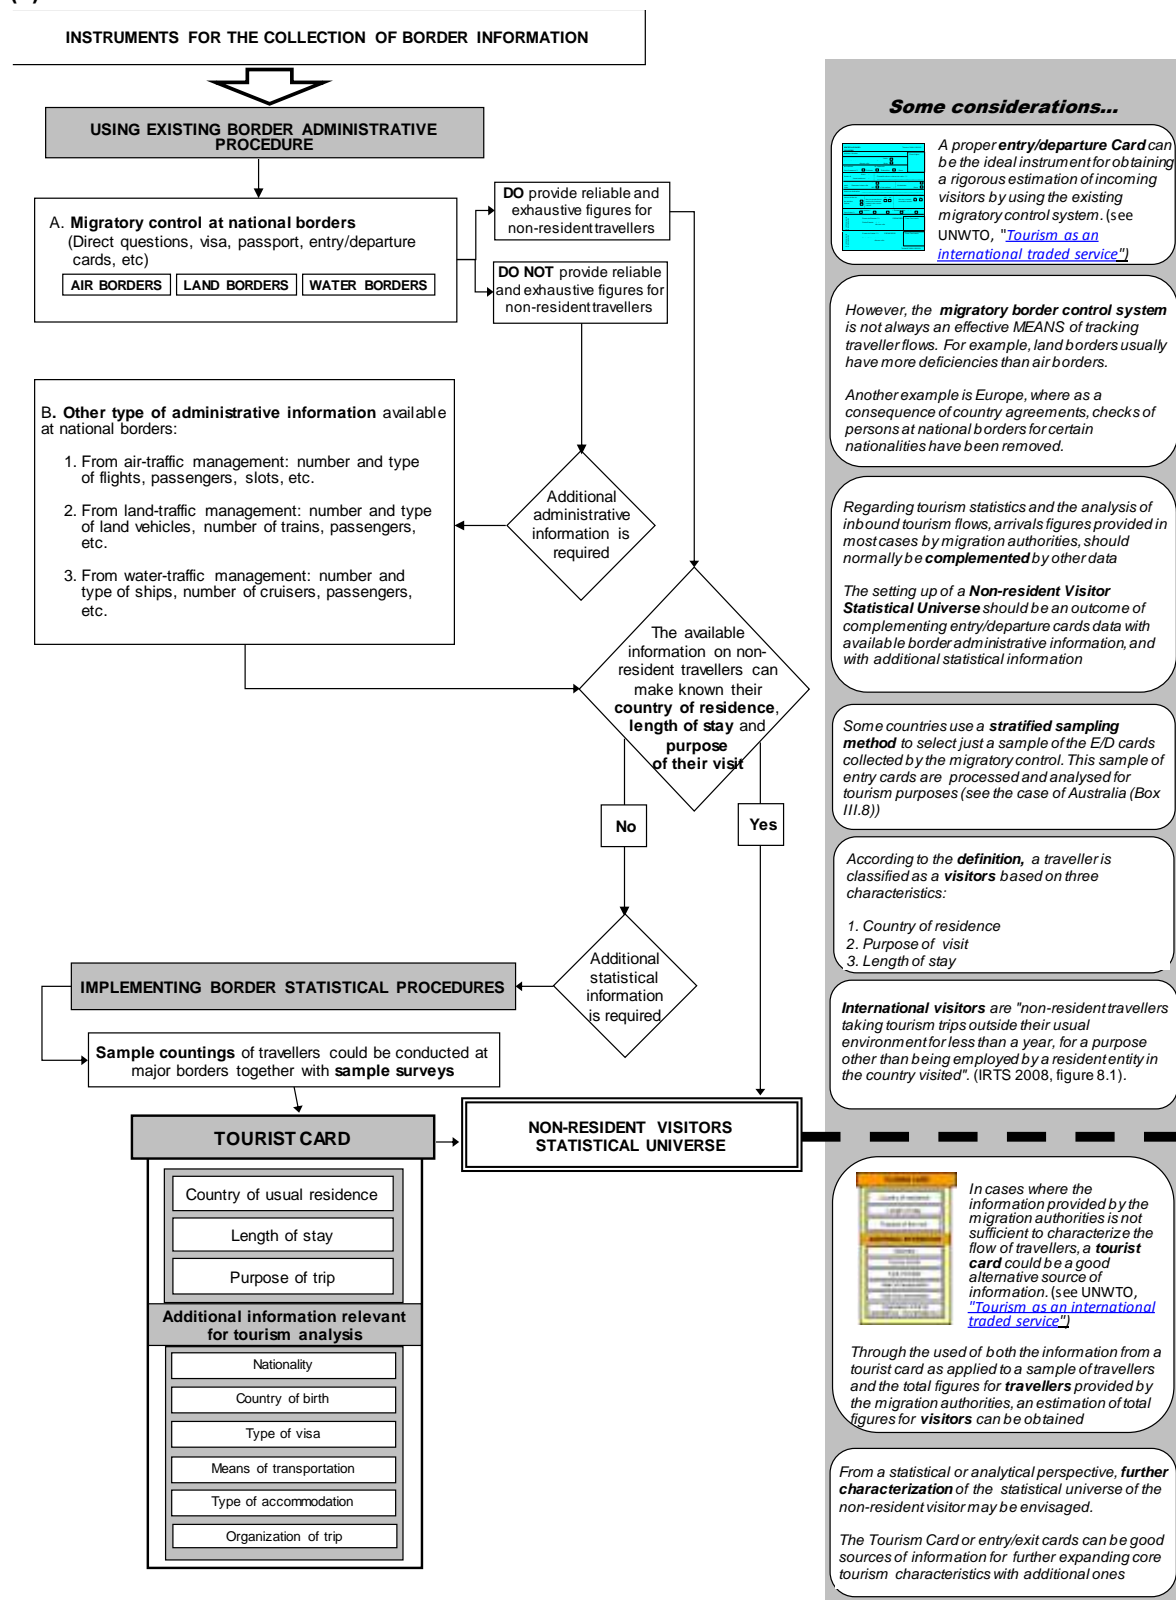 INSTRUMENTS FOR THE COLLECTION OF BORDER INFORMATION
USING EXISTING BORDER ADMINISTRATIVE
PROCEDURE
A. Migratory control at national borders
(Direct questions, visa, passport, entry/departure
cards, etc)
AIR BORDERS
LAND BORDERS
WATER BORDERS
DO provide reliable and
exhaustive figures for
non-resident travellers
DO NOT provide reliable
and exhaustive figures for
non-resident travellers
B. Other type of administrative information available
at national borders:
1. From air-traffic management: number and type
of flights, passengers, slots, etc.
2. From land-traffic management: number and type
of land vehicles, number of trains, passengers,
etc.
3. From water-traffic management: number and
type of ships, number of cruisers, passengers,
etc.
Additional
administrative
information is
required
The available
information on non-
resident travellers can
make known their
country of residence,
length of stay and
purpose
of their visit
No
Yes
Additional
statistical
information
is required
IMPLEMENTING BORDER STATISTICAL PROCEDURES
Sample countings of travellers could be conducted at
major borders together with sample surveys
TOURIST CARD
NON-RESIDENT VISITORS
STATISTICAL UNIVERSE
Country of usual residence
Length of stay
Purpose of trip
Additional information relevant
for tourism analysis
Nationality
Country of birth
Type of visa
Means of transportation
Type of accommodation
Organization of trip
Some considerations...
A proper entry/departure Card can
be the ideal instrument for obtaining
a rigorous estimation of incoming
visitors by using the existing
migratory control system. (see
UNWTO, "Tourism as an
international traded service")
However, the migratory border control system
is not always an effective MEANS of tracking
traveller flows. For example, land borders usually
have more deficiencies than air borders.
Another example is Europe, where as a
consequence of country agreements, checks of
persons at national borders for certain
nationalities have been removed.
Regarding tourism statistics and the analysis of
inbound tourism flows, arrivals figures provided in
most cases by migration authorities, should
normally be complemented by other data
The setting up of a Non-resident Visitor
Statistical Universe should be an outcome of
complementing entry/departure cards data with
available border administrative information, and
with additional statistical information
Some countries use a stratified sampling
method to select just a sample of the E/D cards
collected by the migratory control. This sample of
entry cards are processed and analysed for
tourism purposes (see the case of Australia (Box
III.8))
According to the definition, a traveller is
classified as a visitors based on three
characteristics:
1. Country of residence
2. Purpose of visit
3. Length of stay
International visitors are "non-resident travellers
taking tourism trips outside their usual
environment for less than a year, for a purpose
other than being employed by a resident entity in
the country visited". (IRTS 2008, figure 8.1).
In cases where the
information provided by the
migration authorities is not
sufficient to characterize the
flow of travellers, a tourist
card could be a good
alternative source of
information. (see UNWTO,
"Tourism as an international
traded service")
Through the used of both the information from a
tourist card as applied to a sample of travellers
and the total figures for travellers provided by
the migration authorities, an estimation of total
figures for visitors can be obtained
From a statistical or analytical perspective, further
characterization of the statistical universe of the
non-resident visitor may be envisaged.
The Tourism Card or entry/exit cards can be good
sources of information for further expanding core
tourism characteristics with additional ones